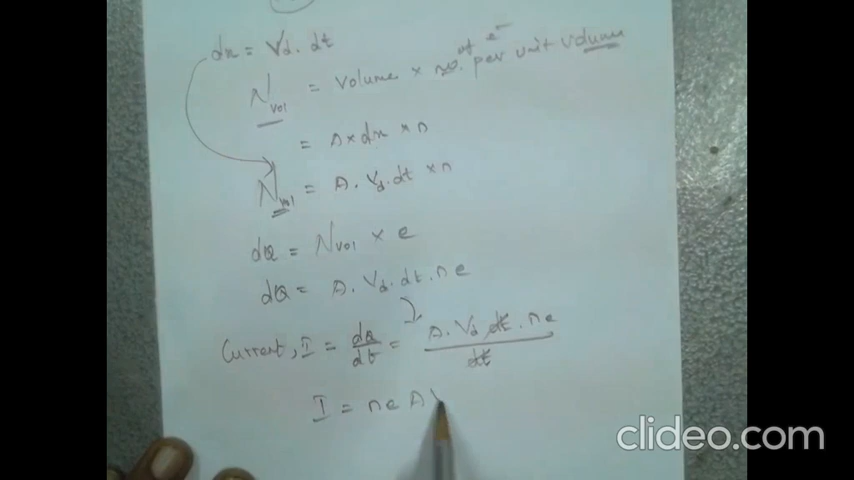 dx = Vd. dt
Nvol = Volume × no. of e⁻ per unit volume
= A × dx × n
Nvol = A. Vd. dt × n
dQ = Nvol × e
dQ = A. Vd. dt. n e
Current, I = dQ/dt = A. Vd dt. ne / dt
I = n e A V
clideo.com